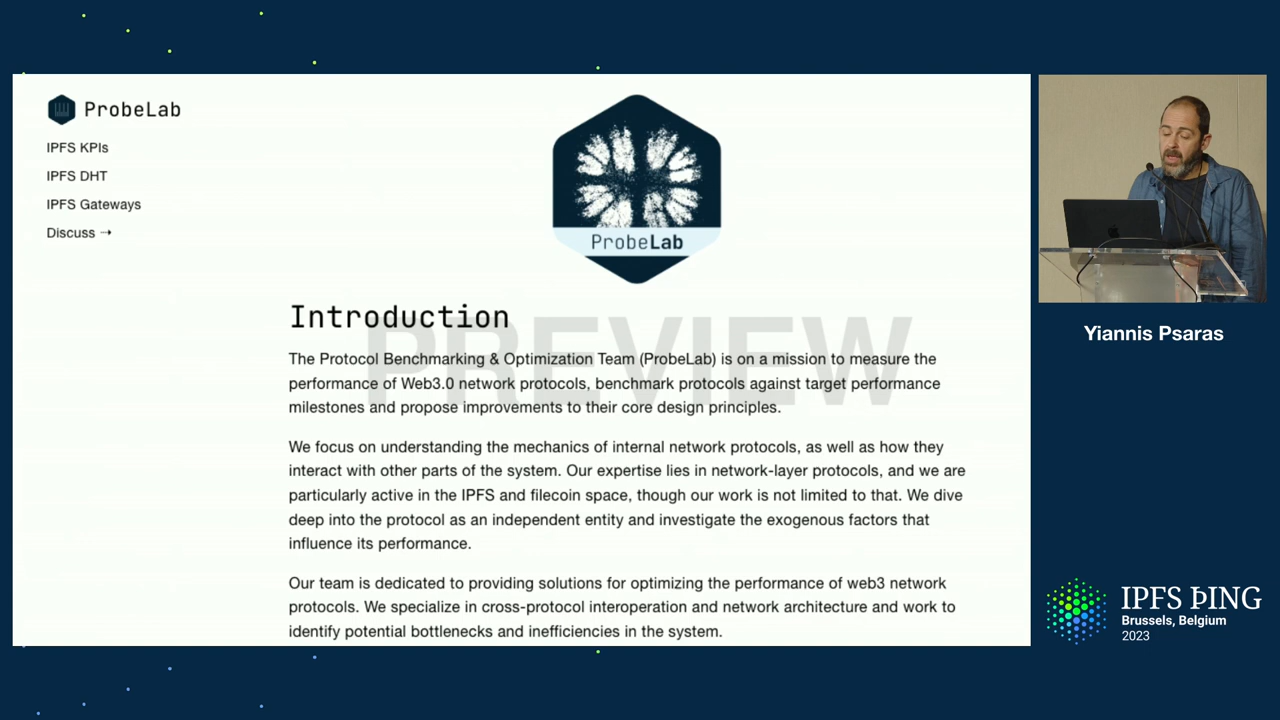 ProbeLab
IPFS KPIs
IPFS DHT
IPFS Gateways
Discuss →
ProbeLab
Introduction
PREVIEW
The Protocol Benchmarking & Optimization Team (ProbeLab) is on a mission to measure the
performance of Web3.0 network protocols, benchmark protocols against target performance
milestones and propose improvements to their core design principles.
We focus on understanding the mechanics of internal network protocols, as well as how they
interact with other parts of the system. Our expertise lies in network-layer protocols, and we are
particularly active in the IPFS and filecoin space, though our work is not limited to that. We dive
deep into the protocol as an independent entity and investigate the exogenous factors that
influence its performance.
Our team is dedicated to providing solutions for optimizing the performance of web3 network
protocols. We specialize in cross-protocol interoperation and network architecture and work to
identify potential bottlenecks and inefficiencies in the system.
Yiannis Psaras
IPFS ÞING
Brussels, Belgium
2023